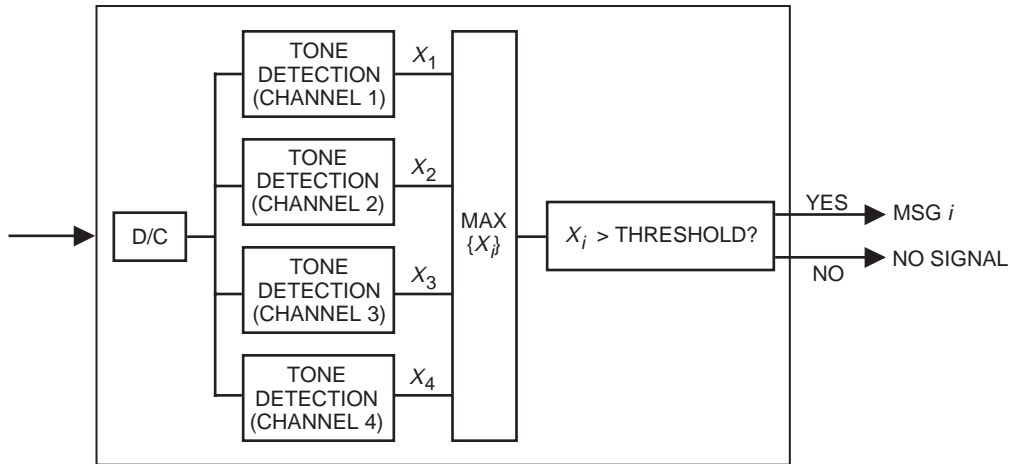 D/C
TONE
DETECTION
(CHANNEL 1)
X1
TONE
DETECTION
(CHANNEL 2)
X2
TONE
DETECTION
(CHANNEL 3)
X3
TONE
DETECTION
(CHANNEL 4)
X4
MAX
{Xi}
Xi > THRESHOLD?
YES
MSG i
NO
NO SIGNAL